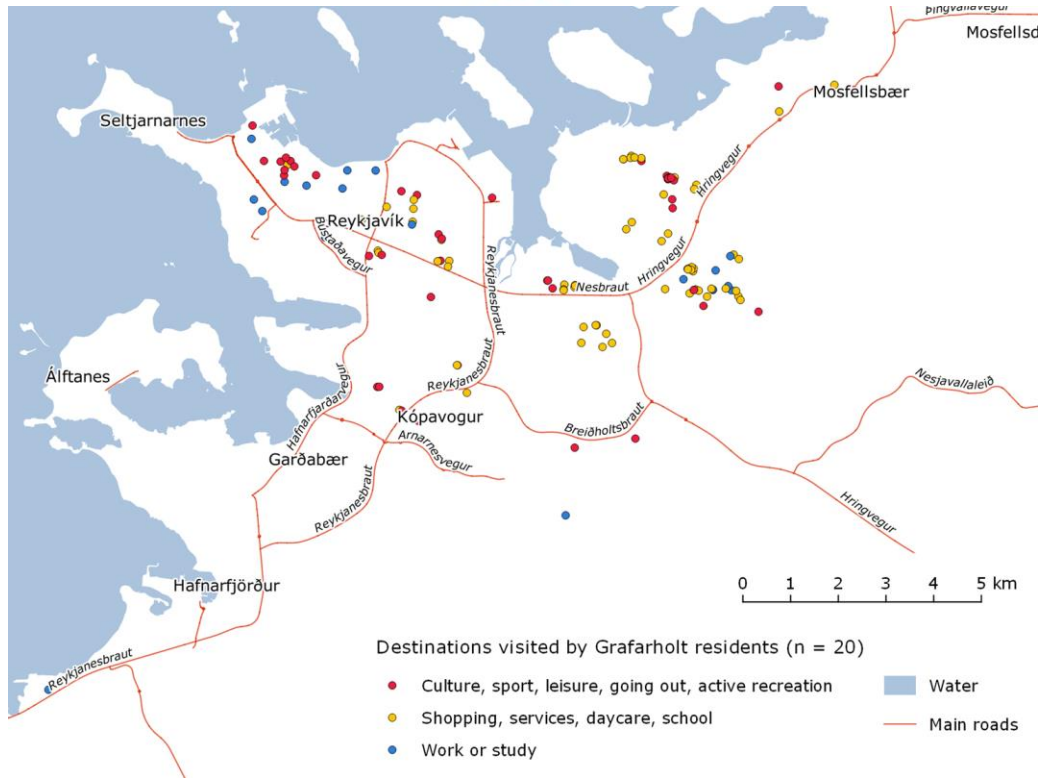 Þingvallavegur
Mosfellsd
Mosfellsbær
Seltjarnarnes
Hringvegur
Reykjavík
Bústaðavegur
Reykjanesbraut
Hringvegur
Nesbraut
Álftanes
Hafnarfjarðarvegur
Reykjanesbraut
Nesjavallaleið
Kópavogur
Breiðholtsbraut
Arnarnesvegur
Garðabær
Reykjanesbraut
Hringvegur
Hafnarfjörður
0 1 2 3 4 5 km
Reykjanesbraut
Destinations visited by Grafarholt residents (n = 20)
Culture, sport, leisure, going out, active recreation
Water
Shopping, services, daycare, school
Main roads
Work or study